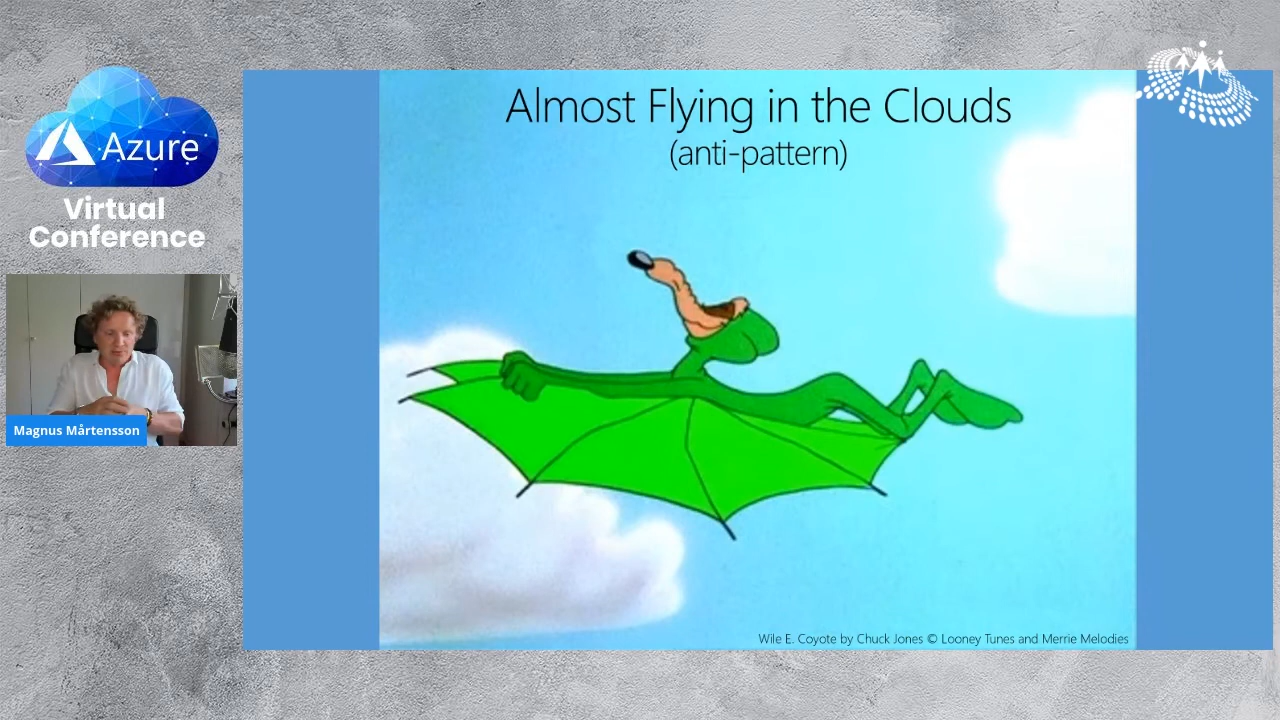 Azure
Virtual
Conference
Magnus Mårtensson
Almost Flying in the Clouds
(anti-pattern)
Wile E. Coyote by Chuck Jones © Looney Tunes and Merrie Melodies